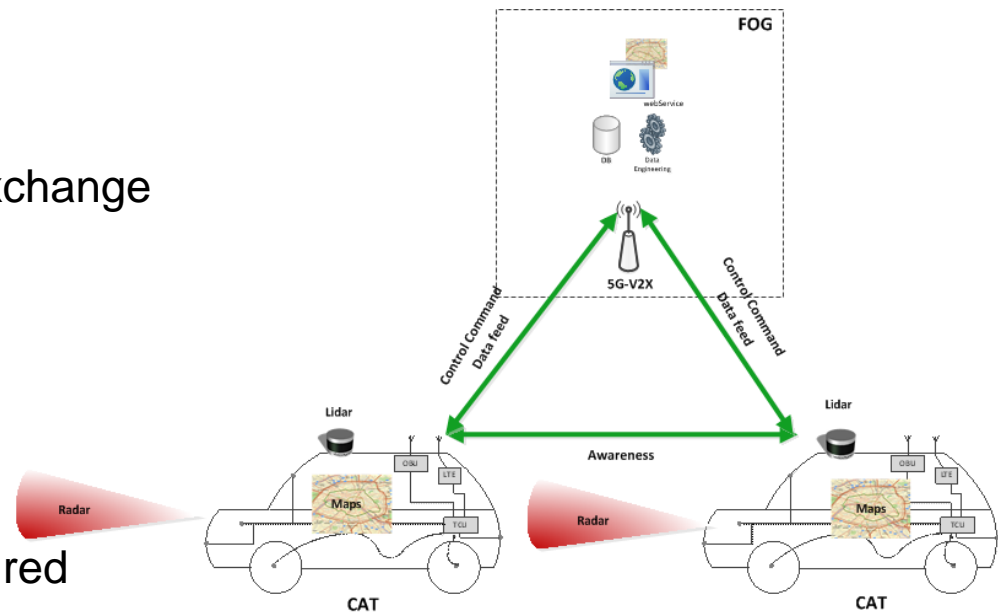 FOG
webService
DB
Data
Engineering
xchange
5G-V2X
Control Command
Data feed
Control Command
Data feed
Lidar
Lidar
Awareness
OBU
LTE
OBU
LTE
Maps
Maps
Radar
Radar
TCU
TCU
red
CAT
CAT